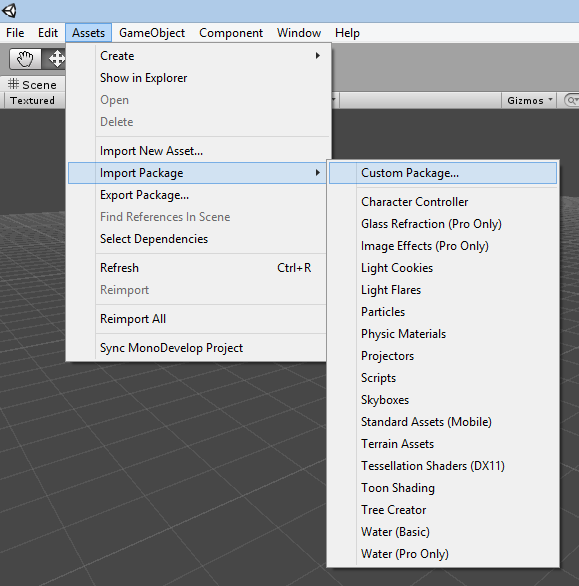 File Edit Assets GameObject Component Window Help
Scene
Textured
Gizmos
Create
Show in Explorer
Open
Delete
Import New Asset...
Import Package
Export Package...
Find References In Scene
Select Dependencies
Refresh Ctrl+R
Reimport
Reimport All
Sync MonoDevelop Project
Custom Package...
Character Controller
Glass Refraction (Pro Only)
Image Effects (Pro Only)
Light Cookies
Light Flares
Particles
Physic Materials
Projectors
Scripts
Skyboxes
Standard Assets (Mobile)
Terrain Assets
Tessellation Shaders (DX11)
Toon Shading
Tree Creator
Water (Basic)
Water (Pro Only)